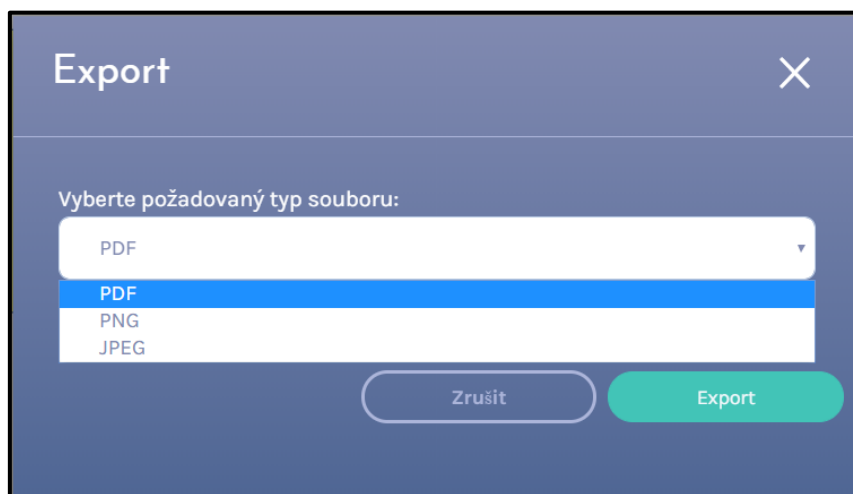 Export
Vyberte požadovaný typ souboru:
PDF
PDF
PNG
JPEG
Zrušit
Export